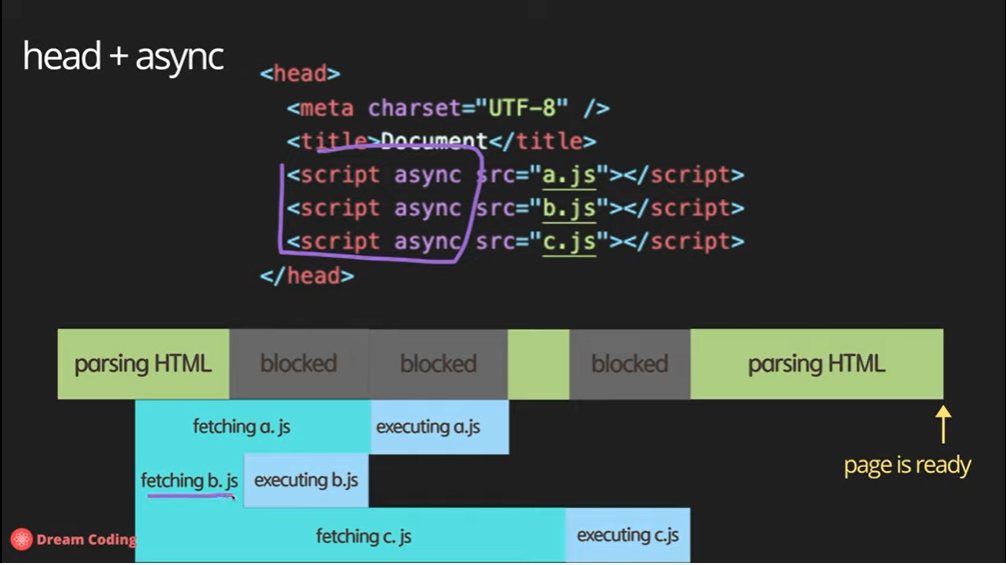 head + async
<head>
<meta charset="UTF-8" />
<title>Document</title>
<script async src="a.js"></script>
<script async src="b.js"></script>
<script async src="c.js"></script>
</head>
parsing HTML blocked blocked blocked parsing HTML
fetching a. js executing a.js
page is ready
fetching b. js executing b.js
fetching c. js executing c.js
Dream Coding